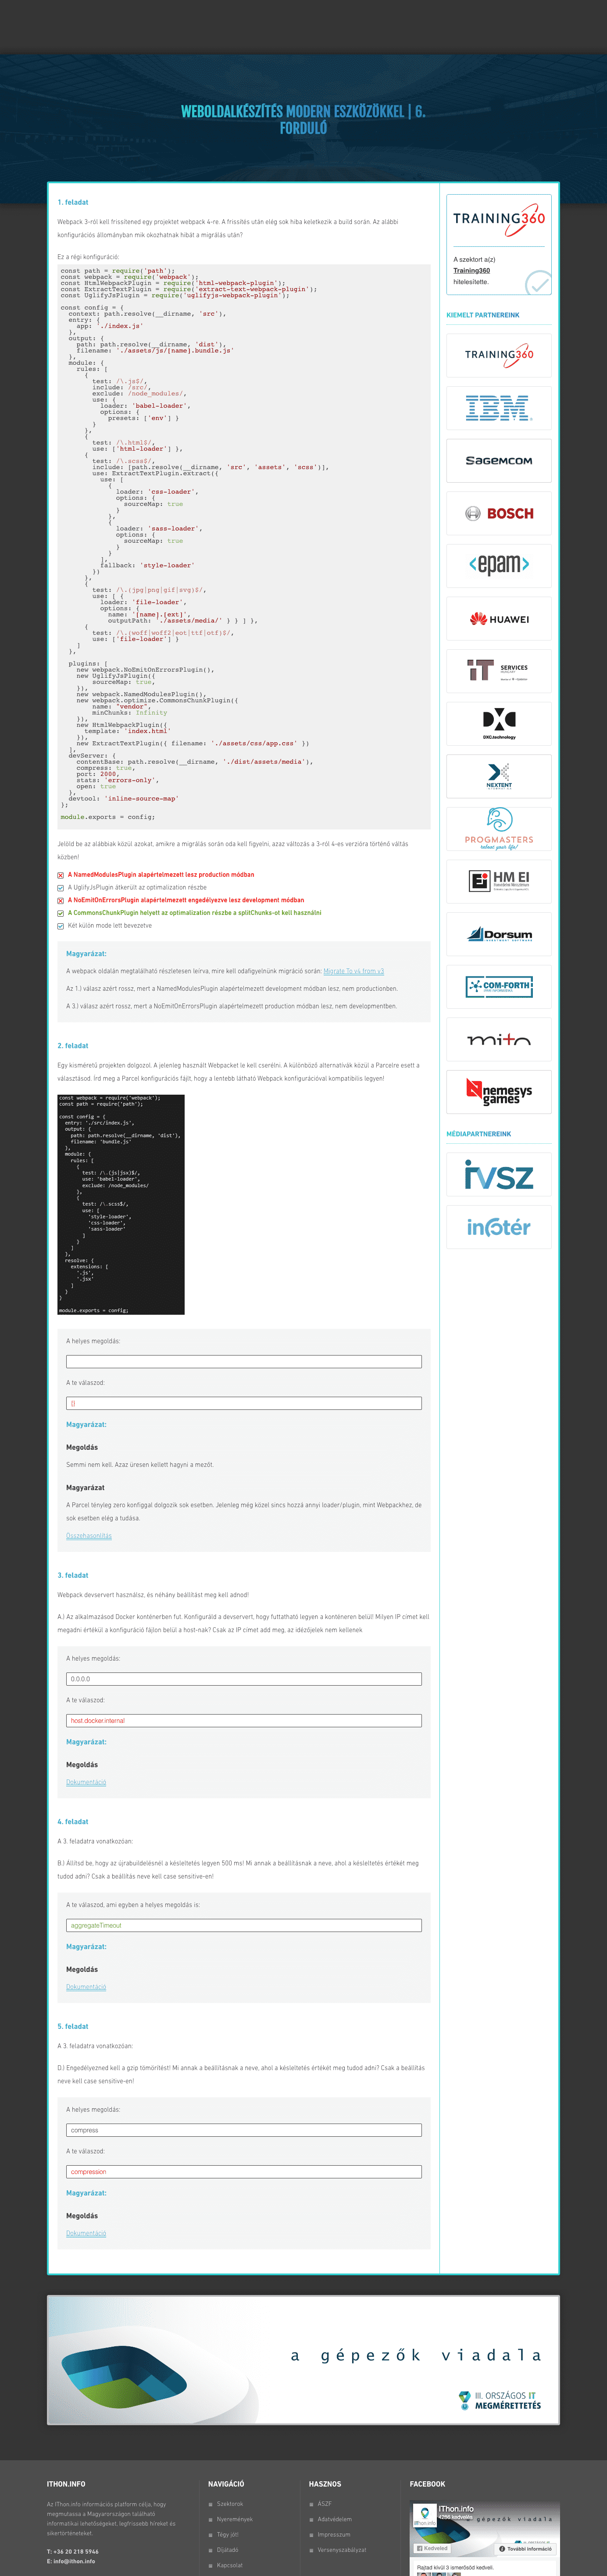 WEBOLDALKÉSZÍTÉS MODERN ESZKÖZÖKKEL | 6.
FORDULÓ
1. feladat
Webpack 3-ról kell frissítened egy projektet webpack 4-re. A frissítés után elég sok hiba keletkezik a build során. Az alábbi
konfigurációs állományban mik okozhatnak hibát a migrálás után?
Ez a régi konfiguráció:
const path = require('path');
const webpack = require('webpack');
const HtmlWebpackPlugin = require('html-webpack-plugin');
const ExtractTextPlugin = require('extract-text-webpack-plugin');
const UglifyJsPlugin = require('uglifyjs-webpack-plugin');
const config = {
context: path.resolve(__dirname, 'src'),
entry: {
app: './index.js'
},
output: {
path: path.resolve(__dirname, 'dist'),
filename: './assets/js/[name].bundle.js'
},
module: {
rules: [
{
test: /\.js$/,
include: /src/,
exclude: /node_modules/,
use: {
loader: 'babel-loader',
options: {
presets: ['env'] }
}
},
{
test: /\.html$/,
use: ['html-loader'] },
{
test: /\.scss$/,
include: [path.resolve(__dirname, 'src', 'assets', 'scss')],
use: ExtractTextPlugin.extract({
use: [
{
loader: 'css-loader',
options: {
sourceMap: true
}
},
{
loader: 'sass-loader',
options: {
sourceMap: true
}
}
],
fallback: 'style-loader'
})
},
{
test: /\.(jpg|png|gif|svg)$/,
use: [ {
loader: 'file-loader',
options: {
name: '[name].[ext]',
outputPath: './assets/media/' } } ] },
{
test: /\.(woff|woff2|eot|ttf|otf)$/,
use: ['file-loader'] }
]
},
plugins: [
new webpack.NoEmitOnErrorsPlugin(),
new UglifyJsPlugin({
sourceMap: true,
}),
new webpack.NamedModulesPlugin(),
new webpack.optimize.CommonsChunkPlugin({
name: "vendor",
minChunks: Infinity
}),
new HtmlWebpackPlugin({
template: 'index.html'
}),
new ExtractTextPlugin({ filename: './assets/css/app.css' })
],
devServer: {
contentBase: path.resolve(__dirname, './dist/assets/media'),
compress: true,
port: 2000,
stats: 'errors-only',
open: true
},
devtool: 'inline-source-map'
};
module.exports = config;
Jelöld be az alábbiak közül azokat, amikre a migrálás során oda kell figyelni, azaz változás a 3-ról 4-es verzióra történő váltás
közben!
A NamedModulesPlugin alapértelmezett lesz production módban
A UglifyJsPlugin átkerült az optimalization részbe
A NoEmitOnErrorsPlugin alapértelmezett engedélyezve lesz development módban
A CommonsChunkPlugin helyett az optimalization részbe a splitChunks-ot kell használni
Két külön mode lett bevezetve
Magyarázat:
A webpack oldalán megtalálható részletesen leírva, mire kell odafigyelnünk migráció során: Migrate To v4 from v3
Az 1.) válasz azért rossz, mert a NamedModulesPlugin alapértelmezett development módban lesz, nem productionben.
A 3.) válasz azért rossz, mert a NoEmitOnErrorsPlugin alapértelmezett production módban lesz, nem developmentben.
2. feladat
Egy kisméretű projekten dolgozol. A jelenleg használt Webpacket le kell cserélni. A különböző alternatívák közül a Parcelre esett a
választásod. Írd meg a Parcel konfigurációs fájlt, hogy a lentebb látható Webpack konfigurációval kompatibilis legyen!
const webpack = require('webpack');
const path = require('path');
const config = {
entry: './src/index.js',
output: {
path: path.resolve(__dirname, 'dist'),
filename: 'bundle.js'
},
module: {
rules: [
{
test: /\.(js|jsx)$/,
use: 'babel-loader',
exclude: /node_modules/
},
{
test: /\.scss$/,
use: [
'style-loader',
'css-loader',
'sass-loader'
]
}
]
},
resolve: {
extensions: [
'.js',
'.jsx'
]
}
}
module.exports = config;
A helyes megoldás:
A te válaszod:
{}
Magyarázat:
Megoldás
Semmi nem kell. Azaz üresen kellett hagyni a mezőt.
Magyarázat
A Parcel tényleg zero konfiggal dolgozik sok esetben. Jelenleg még közel sincs hozzá annyi loader/plugin, mint Webpackhez, de
sok esetben elég a tudása.
Összehasonlítás
3. feladat
Webpack devservert használsz, és néhány beállítást meg kell adnod!
A.) Az alkalmazásod Docker konténerben fut. Konfiguráld a devservert, hogy futtatható legyen a konténeren belül! Milyen IP címet kell
megadni értékül a konfiguráció fájlon belül a host-nak? Csak az IP címet add meg, az idézőjelek nem kellenek
A helyes megoldás:
0.0.0.0
A te válaszod:
host.docker.internal
Magyarázat:
Megoldás
Dokumentáció
4. feladat
A 3. feladatra vonatkozóan:
B.) Állítsd be, hogy az újrabuildelésnél a késleltetés legyen 500 ms! Mi annak a beállításnak a neve, ahol a késleltetés értékét meg
tudod adni? Csak a beállítás neve kell case sensitive-en!
A te válaszod, ami egyben a helyes megoldás is:
aggregateTimeout
Magyarázat:
Megoldás
Dokumentáció
5. feladat
A 3. feladatra vonatkozóan:
D.) Engedélyezned kell a gzip tömörítést! Mi annak a beállításnak a neve, ahol a késleltetés értékét meg tudod adni? Csak a beállítás
neve kell case sensitive-en!
A helyes megoldás:
compress
A te válaszod:
compression
Magyarázat:
Megoldás
Dokumentáció
TRAINING360
A szektort a(z)
Training360
hitelesítette.
KIEMELT PARTNEREINK
TRAINING360
IBM
SAGEMCOM
BOSCH
<epam>
HUAWEI
iT SERVICES
DXC.technology
NEXTENT
PROGMASTERS
reboot your life!
HM EI
Dorsum
COM-FORTH
mito
nemesys
games
MÉDIAPARTNEREINK
IVSZ
inotér
a gépezők viadala
III. ORSZÁGOS IT
MEGMÉRETTETÉS
ITHON.INFO
Az IThon.info információs platform célja, hogy
megmutassa a Magyarországon található
informatikai lehetőségeket, legfrissebb híreket és
sikertörténeteket.
T: +36 20 218 5946
E: info@ithon.info
NAVIGÁCIÓ
Szektorok
Nyeremények
Tégy jót!
Díjátadó
Kapcsolat
HASZNOS
ÁSZF
Adatvédelem
Impresszum
Versenyszabályzat
FACEBOOK
IThon.info
4256 kedvelés
Kedveled
További információ
Rajtad kívül 3 ismerősöd kedveli.